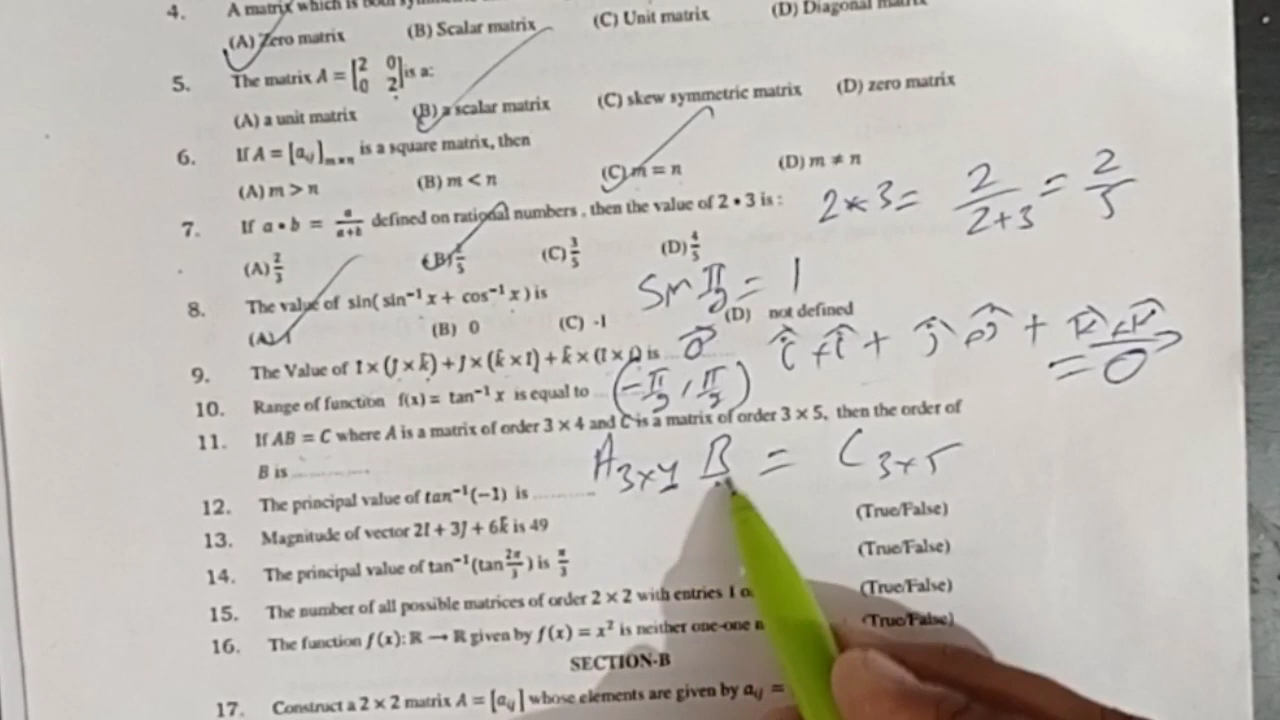 4. A matrix which is both
(A) Zero matrix (B) Scalar matrix (C) Unit matrix (D) Diagonal matrix
5. The matrix A = [2 0 0 2] is a:
(A) a unit matrix (B) a scalar matrix (C) skew symmetric matrix (D) zero matrix
6. If A = [aᵢⱼ]ₘₓₙ is a square matrix, then
(A) m > n (B) m < n (C) m = n (D) m ≠ n
7. If a • b = a/(a+b) defined on rational numbers , then the value of 2 • 3 is : 2 * 3 = 2/(2+3) = 2/5
(A) 2/3 (B) 2/5 (C) 3/5 (D) 4/5
8. The value of sin( sin⁻¹ x + cos⁻¹ x ) is Sin π/2 = 1
(A) 1 (B) 0 (C) -1 (D) not defined
9. The Value of î × (ĵ × k̂) + ĵ × (k̂ × î) + k̂ × (î × ĵ) is 0⃗ î × î + ĵ × ĵ + k̂ × k̂ = 0⃗
10. Range of function f(x) = tan⁻¹ x is equal to (-π/2, π/2)
11. If AB = C where A is a matrix of order 3 × 4 and C is a matrix of order 3 × 5, then the order of
B is .................. A 3×4 B = C 3×5
12. The principal value of tan⁻¹(−1) is ..............
13. Magnitude of vector 2î + 3ĵ + 6k̂ is 49 (True/False)
14. The principal value of tan⁻¹(tan 2π/3) is π/3 (True/False)
15. The number of all possible matrices of order 2 × 2 with entries 1 (True/False)
16. The function f(x): ℝ → ℝ given by f(x) = x² is neither one-one (True/False)
SECTION-B
17. Construct a 2 × 2 matrix A = [aᵢⱼ] whose elements are given by aᵢⱼ =